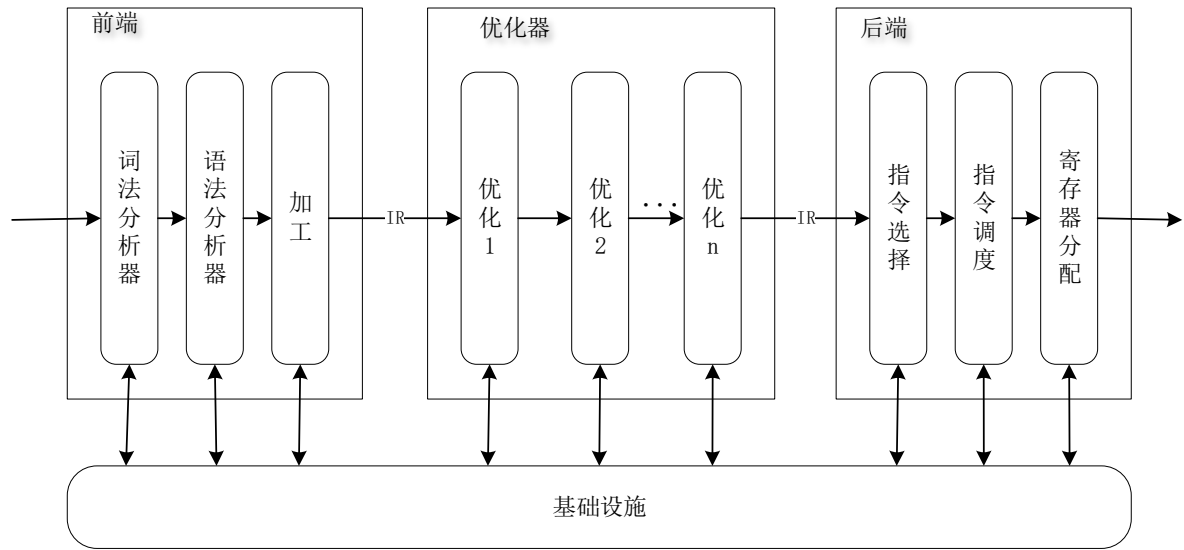 前端
优化器
后端
词法分析器
语法分析器
加工
IR
优化1
优化2
...
优化n
IR
指令选择
指令调度
寄存器分配
基础设施